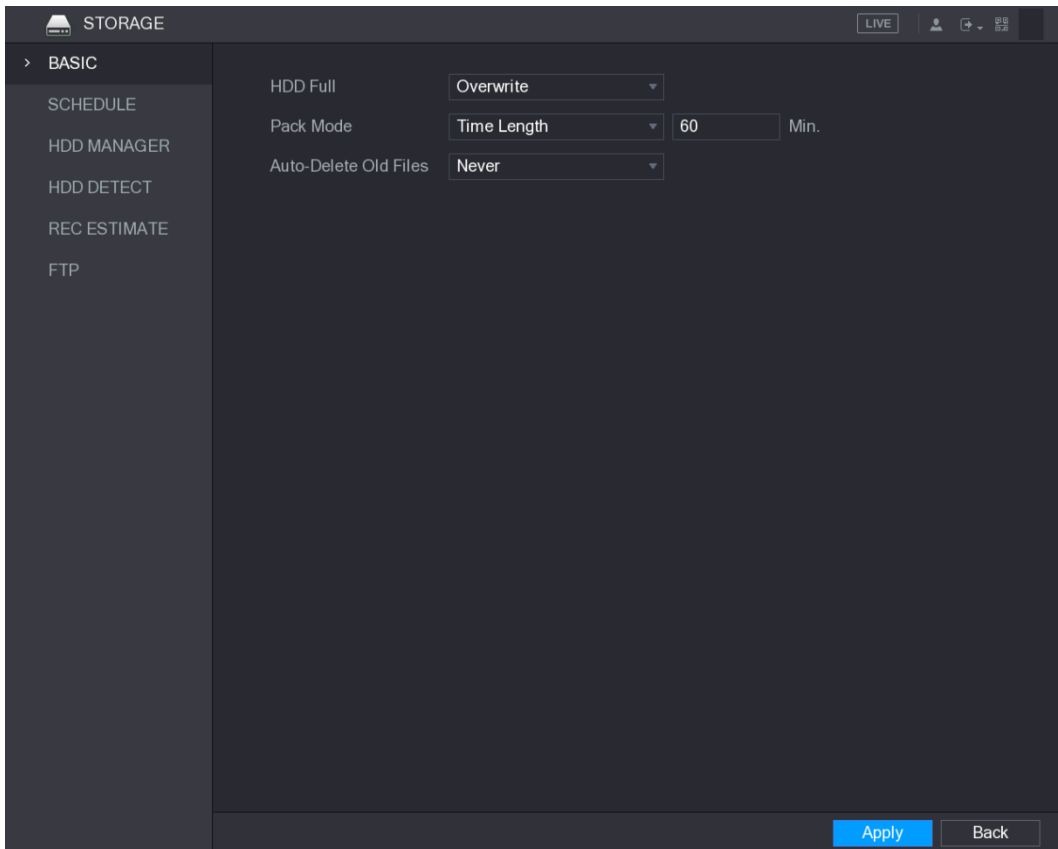 STORAGE
LIVE
BASIC
SCHEDULE
HDD MANAGER
HDD DETECT
REC ESTIMATE
FTP
HDD Full Overwrite
Pack Mode Time Length 60 Min.
Auto-Delete Old Files Never
Apply Back